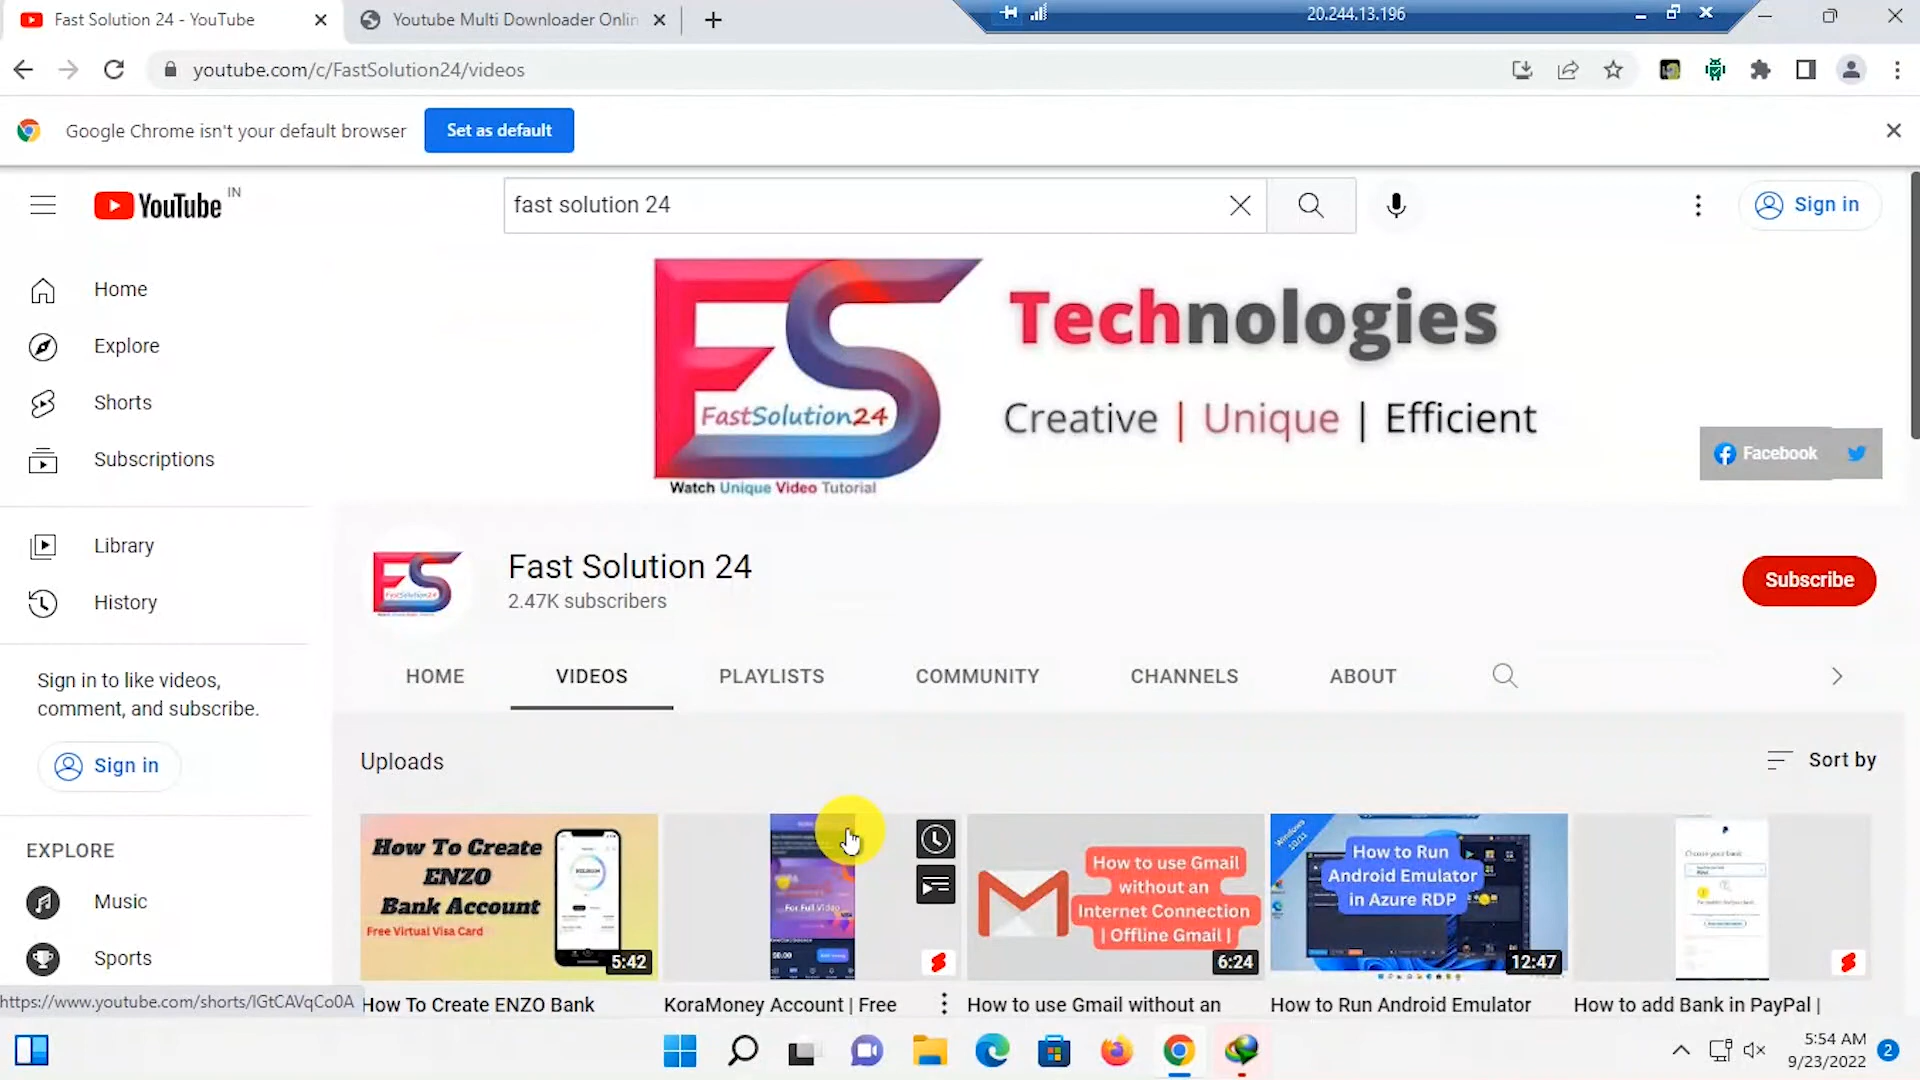 Fast Solution 24 - YouTube
Youtube Multi Downloader Onlin
20.244.13.196
youtube.com/c/FastSolution24/videos
Google Chrome isn't your default browser
Set as default
YouTube
IN
fast solution 24
Sign in
Home
Explore
Shorts
Subscriptions
Library
History
Sign in to like videos,
comment, and subscribe.
Sign in
EXPLORE
Music
Sports
FastSolution24
Watch Unique Video Tutorial
Technologies
Creative | Unique | Efficient
Facebook
Fast Solution 24
2.47K subscribers
Subscribe
HOME
VIDEOS
PLAYLISTS
COMMUNITY
CHANNELS
ABOUT
Uploads
Sort by
How To Create
ENZO
Bank Account
Free Virtual Visa Card
5:42
For Full Video
How to use Gmail
without an
Internet Connection
| Offline Gmail |
6:24
Windows
10/11
How to Run
Android Emulator
in Azure RDP
12:47
https://www.youtube.com/shorts/IGtCAVqCo0A
How To Create ENZO Bank
KoraMoney Account | Free
How to use Gmail without an
How to Run Android Emulator
How to add Bank in PayPal |
5:54 AM
9/23/2022
2